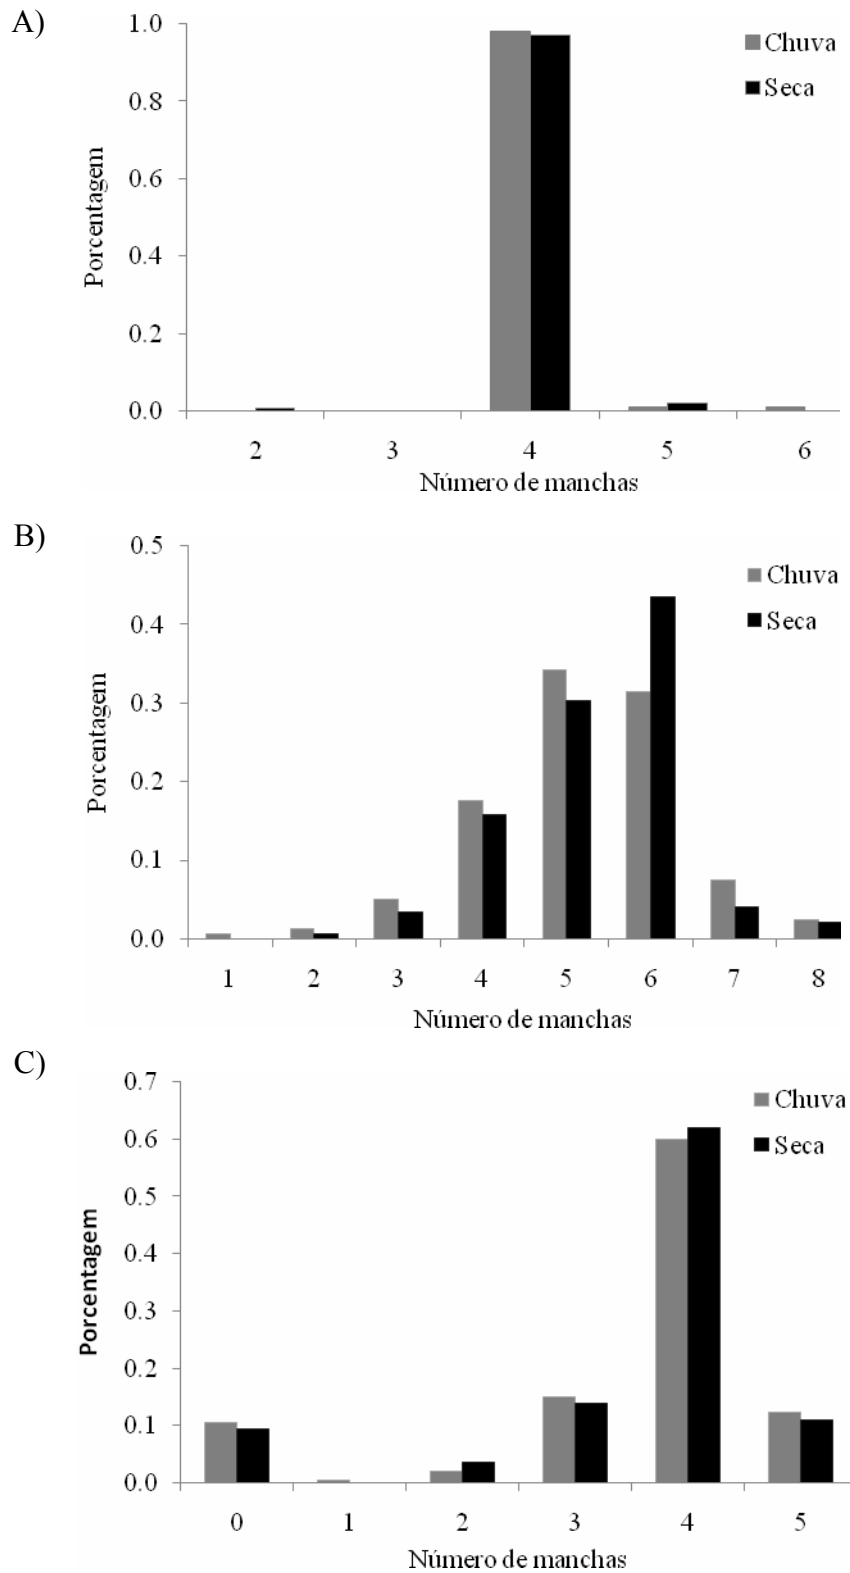 A)
1.0
0.8
0.6
0.4
0.2
0.0
Porcentagem
Chuva
Seca
2 3 4 5 6
Número de manchas
B)
0.5
0.4
0.3
0.2
0.1
0.0
Porcentagem
Chuva
Seca
1 2 3 4 5 6 7 8
Número de manchas
C)
0.7
0.6
0.5
0.4
0.3
0.2
0.1
0.0
Porcentagem
Chuva
Seca
0 1 2 3 4 5
Número de manchas